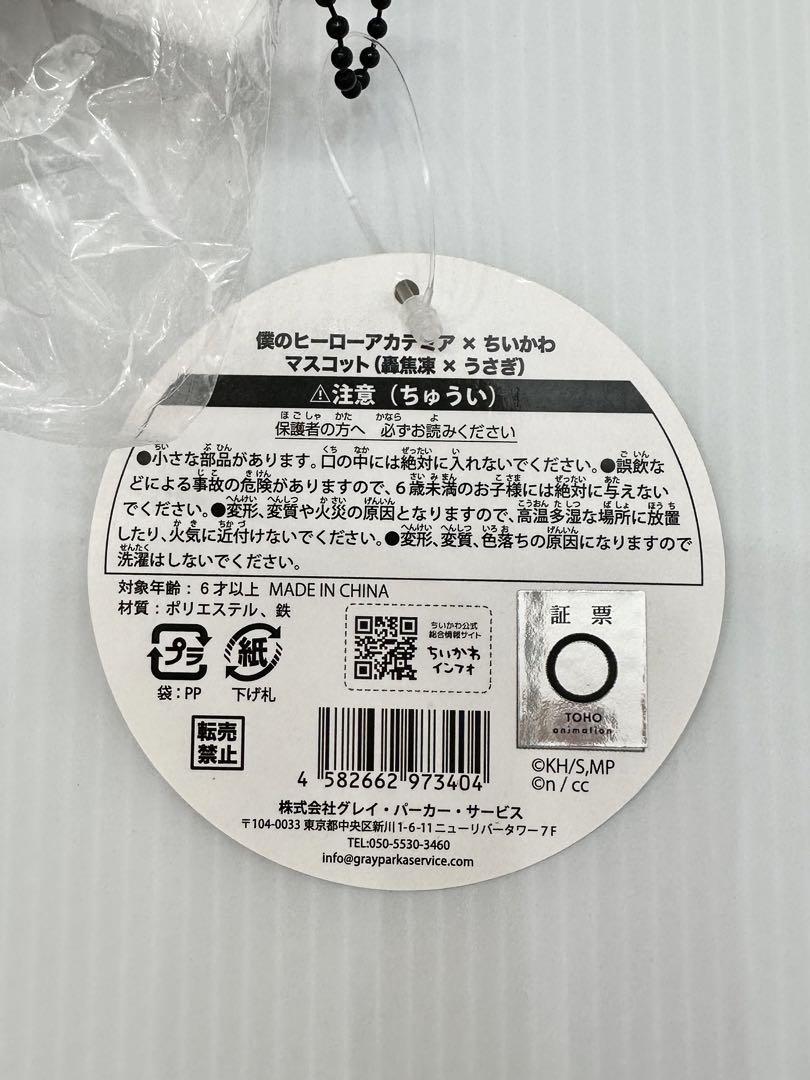 僕のヒーローアカデミア × ちいかわ
マスコット(轟焦凍 × うさぎ)
⚠注意（ちゅうい）
保護者の方へ 必ずお読みください
●小さな部品があります。口の中には絶対に入れないでください。●誤飲な
どによる事故の危険がありますので、6歳未満のお子様には絶対に与えない
でください。●変形、変質や火災の原因となりますので、高温多湿な場所に放置
したり、火気に近付けないでください。●変形、変質、色落ちの原因になりますので
洗濯はしないでください。
対象年齢：6才以上 MADE IN CHINA
材質：ポリエステル、鉄
プラ
袋：PP
紙
下げ札
ちいかわ公式
総合情報サイト
ちいかわ
インフォ
証票
TOHO
animation
転売
禁止
4 582662 973404
©KH/S,MP
©n / cc
株式会社グレイ・パーカー・サービス
〒104-0033 東京都中央区新川1-6-11ニューリバータワー7F
TEL:050-5530-3460
info@grayparkaservice.com